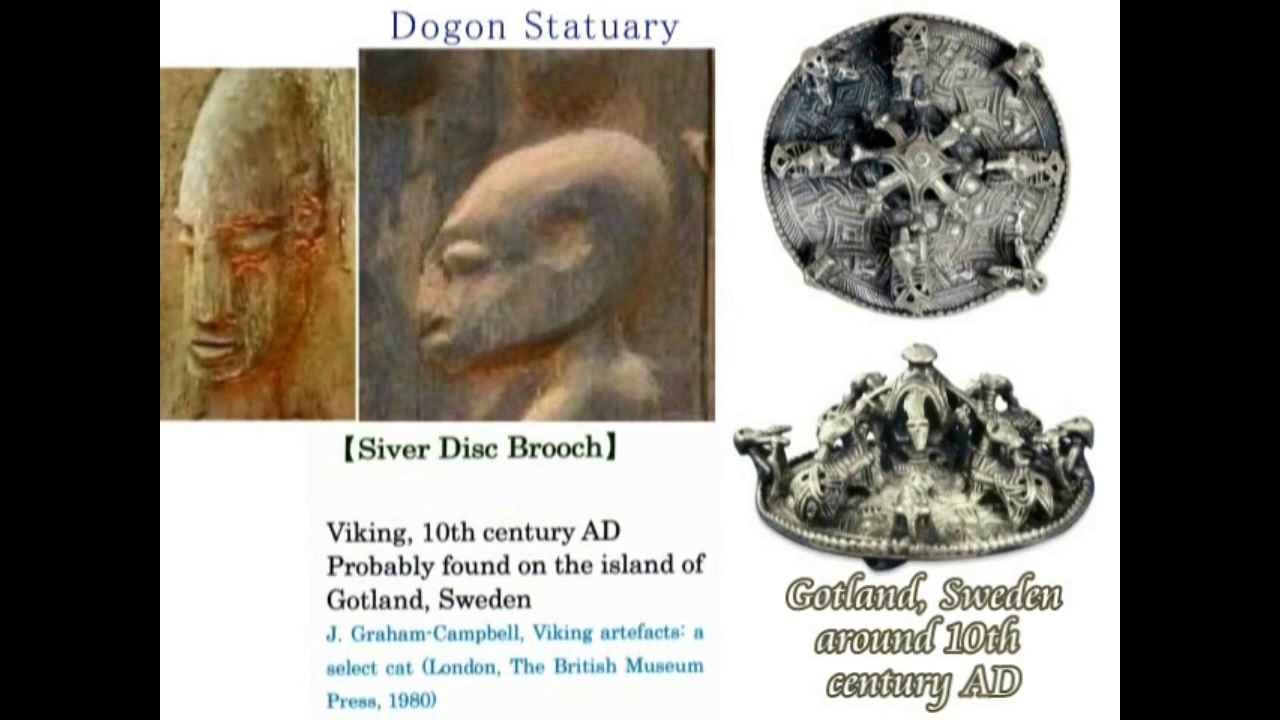 Dogon Statuary
【Siver Disc Brooch】
Viking, 10th century AD
Probably found on the island of
Gotland, Sweden
J. Graham-Campbell, Viking artefacts: a
select cat (London, The British Museum
Press, 1980)
Gotland, Sweden
around 10th
century AD